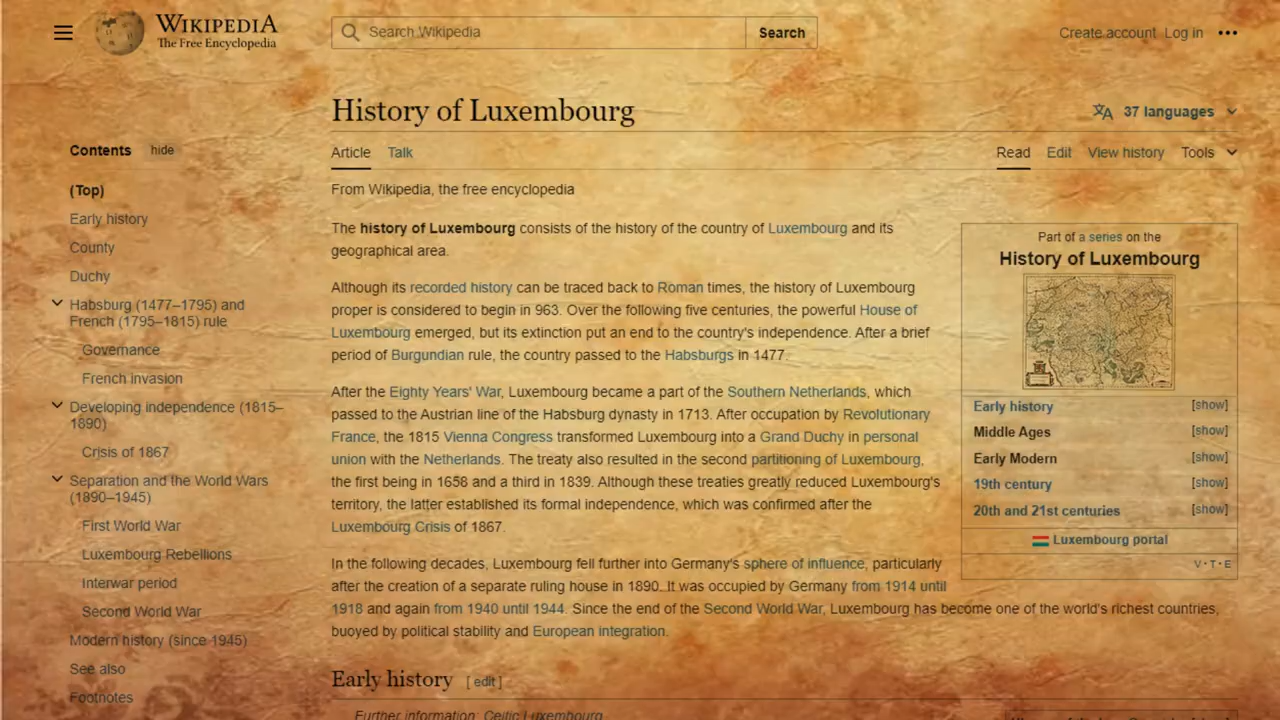 WIKIPEDIA
The Free Encyclopedia
Search Wikipedia
Search
Create account Log in
History of Luxembourg
37 languages
Contents hide
Article Talk
Read Edit View history Tools
(Top)
Early history
County
Duchy
Habsburg (1477–1795) and
French (1795–1815) rule
Governance
French invasion
Developing independence (1815–
1890)
Crisis of 1867
Separation and the World Wars
(1890–1945)
First World War
Luxembourg Rebellions
Interwar period
Second World War
Modern history (since 1945)
See also
Footnotes
From Wikipedia, the free encyclopedia
The history of Luxembourg consists of the history of the country of Luxembourg and its
geographical area.
Although its recorded history can be traced back to Roman times, the history of Luxembourg
proper is considered to begin in 963. Over the following five centuries, the powerful House of
Luxembourg emerged, but its extinction put an end to the country's independence. After a brief
period of Burgundian rule, the country passed to the Habsburgs in 1477.
After the Eighty Years' War, Luxembourg became a part of the Southern Netherlands, which
passed to the Austrian line of the Habsburg dynasty in 1713. After occupation by Revolutionary
France, the 1815 Vienna Congress transformed Luxembourg into a Grand Duchy in personal
union with the Netherlands. The treaty also resulted in the second partitioning of Luxembourg,
the first being in 1658 and a third in 1839. Although these treaties greatly reduced Luxembourg's
territory, the latter established its formal independence, which was confirmed after the
Luxembourg Crisis of 1867.
In the following decades, Luxembourg fell further into Germany's sphere of influence, particularly
after the creation of a separate ruling house in 1890. It was occupied by Germany from 1914 until
1918 and again from 1940 until 1944. Since the end of the Second World War, Luxembourg has become one of the world's richest countries,
buoyed by political stability and European integration.
Early history [ edit ]
Further information: Celtic Luxembourg
Part of a series on the
History of Luxembourg
Early history [show]
Middle Ages [show]
Early Modern [show]
19th century [show]
20th and 21st centuries [show]
Luxembourg portal
V · T · E